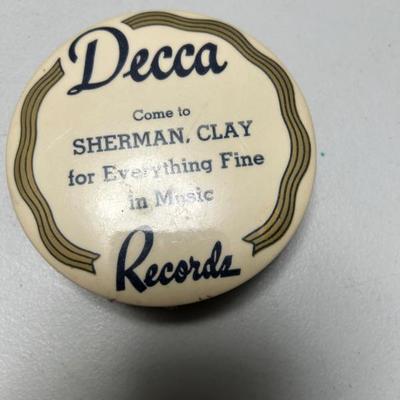 Decca
Come to
SHERMAN, CLAY
for Everything Fine
in Music
Records